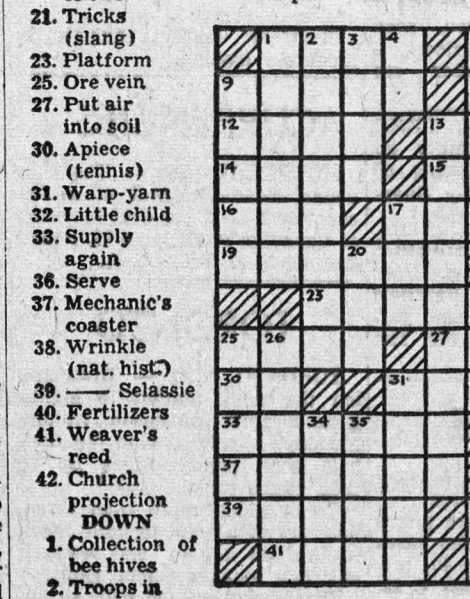 21. Tricks
(slang)
23. Platform
25. Ore vein
27. Put air
into soil
30. Apiece
(tennis)
31. Warp-yarn
32. Little child
33. Supply
again
36. Serve
37. Mechanic's
coaster
38. Wrinkle
(nat. hist.)
39. —— Selassie
40. Fertilizers
41. Weaver's
reed
42. Church
projection
DOWN
1. Collection of
bee hives
2. Troops in
1 2 3 4
9
12 13
14 15
16 17
19 20
23
25 26 27
30 31
33 34 35
37
39
41